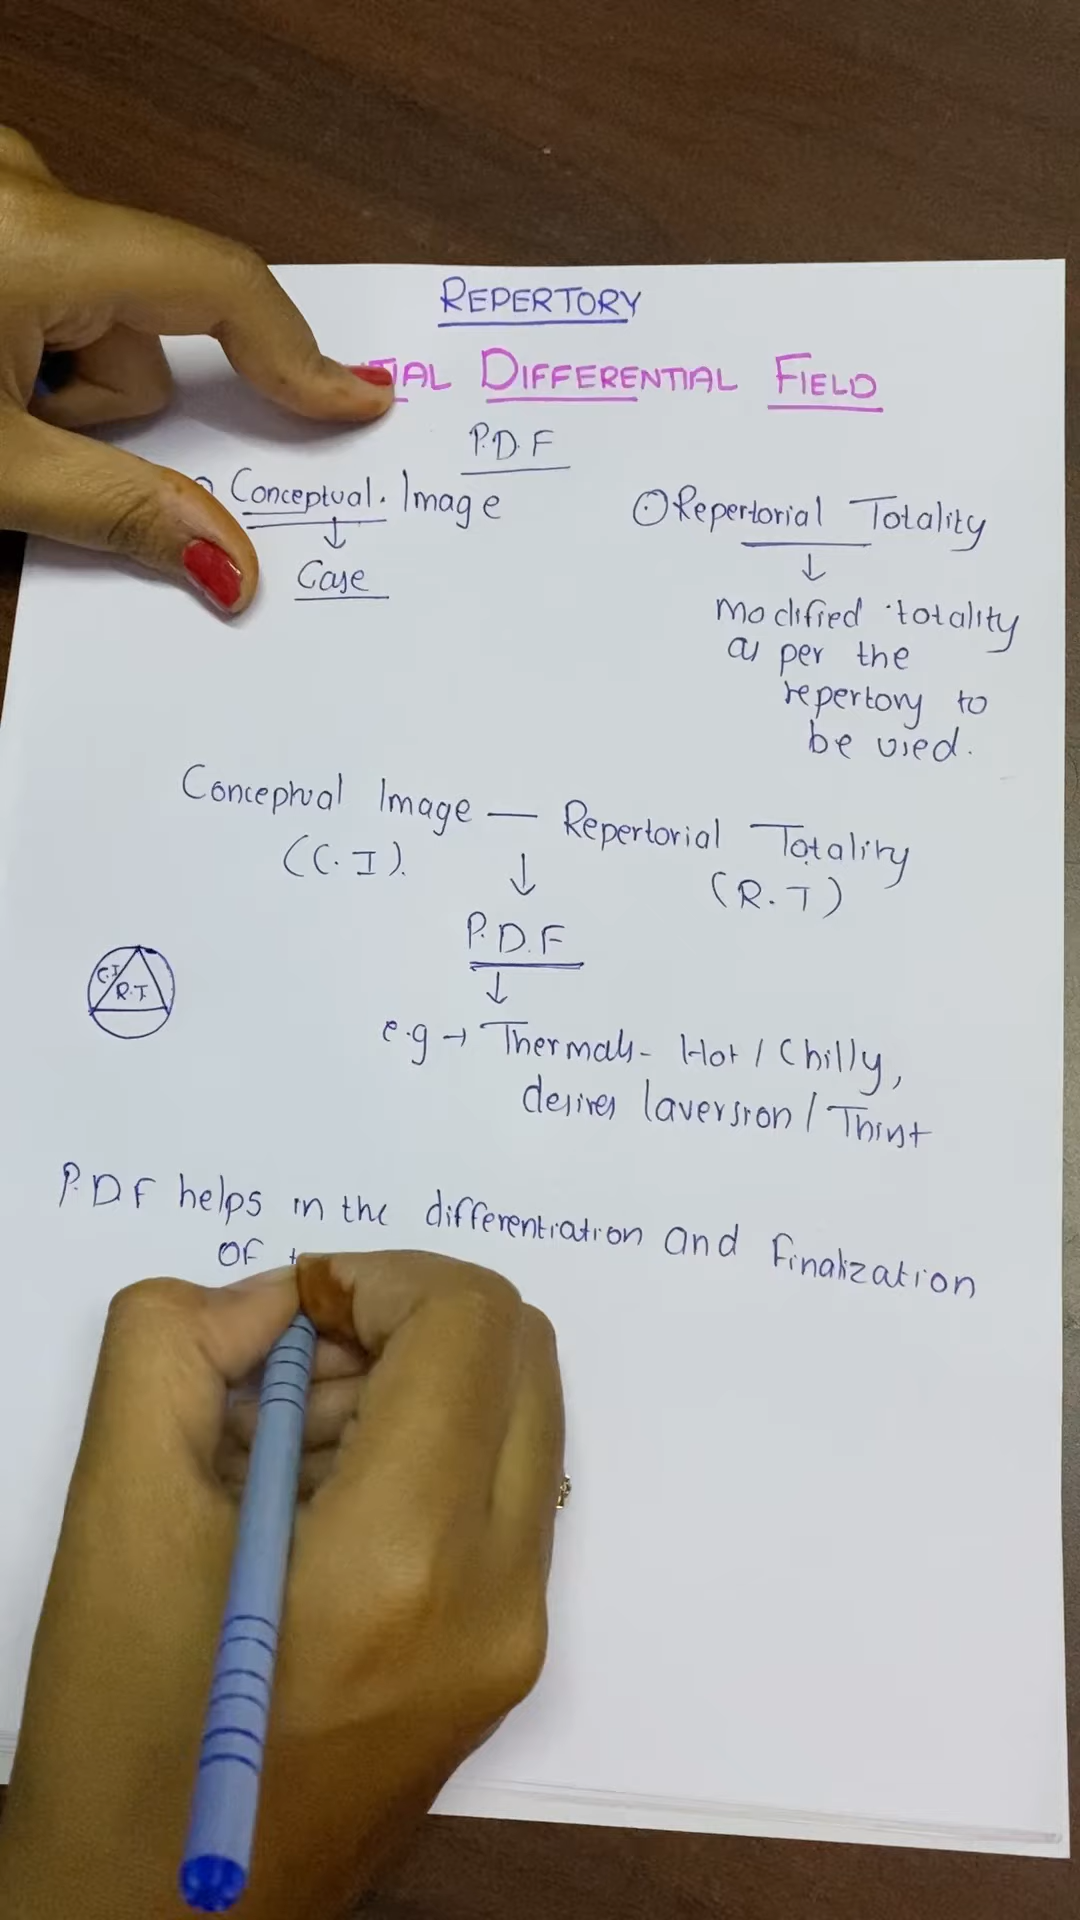 REPERTORY
TIAL DIFFERENTIAL FIELD
P.D.F
Conceptual. Image
↓
Case
⊙ Repertorial Totality
↓
modified totality
as per the
repertory to
be used.
Conceptual Image — Repertorial Totality
(C.I). (R.T)
↓
P.D.F
↓
C.I
R.T.
e.g → Thermals - Hot / Chilly,
desires / aversion / Thirst
P.D.F helps in the differentiation and finalization
OF